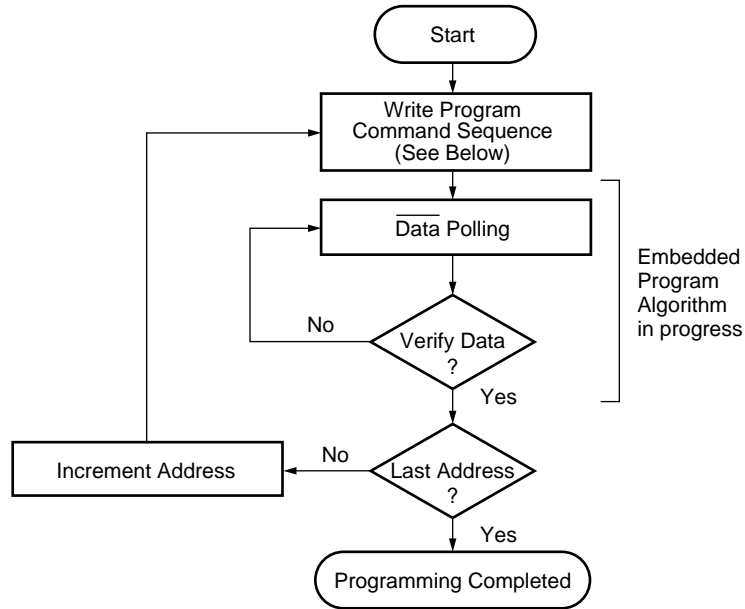 Start
Write Program
Command Sequence
(See Below)
Data Polling
Embedded
Program
Algorithm
in progress
No
Verify Data
?
Yes
Increment Address
No
Last Address
?
Yes
Programming Completed